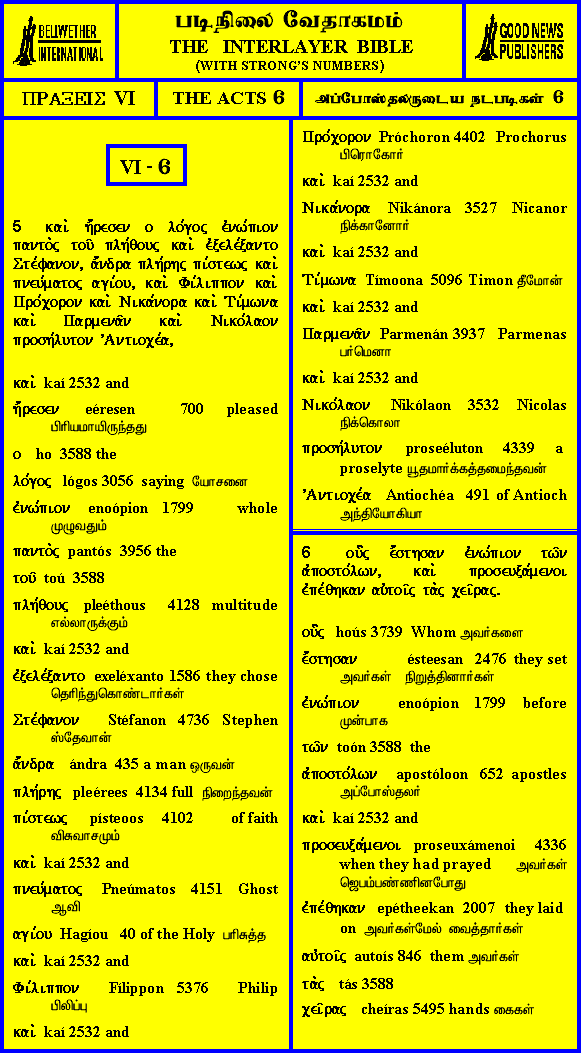 BELLWETHER
INTERNATIONAL
படிநிலை வேதாகமம்
THE INTERLAYER BIBLE
(WITH STRONG'S NUMBERS)
GOOD NEWS
PUBLISHERS
ΠΡΑΞΕΙΣ VI
THE ACTS 6
அப்போஸ்தலருடைய நடபடிகள் 6
VI - 6
5 καὶ ἤρεσεν ο λόγος ἐνώπιον
παντὸς τοῦ πλήθους καὶ ἐξελέξαντο
Στέφανον, ἄνδρα πλήρης πίστεως καὶ
πνεύματος αγίου, καὶ Φίλιππον καὶ
Πρόχορον καὶ Νικάνορα καὶ Τίμωνα
καὶ Παρμενᾶν καὶ Νικόλαον
προσήλυτον Ἀντιοχέα,
καὶ kaí 2532 and
ἤρεσεν eéresen 700 pleased
பிரியமாயிருந்தது
ο ho 3588 the
λόγος lógos 3056 saying யோசனை
ἐνώπιον enoópion 1799 whole
முழுவதும்
παντὸς pantós 3956 the
τοῦ toú 3588
πλήθους pleéthous 4128 multitude
எல்லாருக்கும்
καὶ kaí 2532 and
ἐξελέξαντο exeléxanto 1586 they chose
தெரிந்துகொண்டார்கள்
Στέφανον Stéfanon 4736 Stephen
ஸ்தேவான்
ἄνδρα ándra 435 a man ஒருவன்
πλήρης pleérees 4134 full நிறைந்தவன்
πίστεως písteoos 4102 of faith
விசுவாசமும்
καὶ kaí 2532 and
πνεύματος Pneúmatos 4151 Ghost
ஆவி
αγίου Hagíou 40 of the Holy பரிசுத்த
καὶ kaí 2532 and
Φίλιππον Fílippon 5376 Philip
பிலிப்பு
καὶ kaí 2532 and
Πρόχορον Próchoron 4402 Prochorus
பிரொகோர்
καὶ kaí 2532 and
Νικάνορα Nikánora 3527 Nicanor
நிக்கானோர்
καὶ kaí 2532 and
Τίμωνα Tímoona 5096 Timon தீமோன்
καὶ kaí 2532 and
Παρμενᾶν Parmenán 3937 Parmenas
பர்மெனா
καὶ kaí 2532 and
Νικόλαον Nikólaon 3532 Nicolas
நிக்கொலா
προσήλυτον proseéluton 4339 a
proselyte யூதமார்க்கத்தமைந்தவன்
Ἀντιοχέα Antiochéa 491 of Antioch
அந்தியோகியா
6 οὓς ἔστησαν ἐνώπιον τῶν
ἀποστόλων, καὶ προσευξάμενοι
ἐπέθηκαν αὐτοῖς τὰς χεῖρας.
οὓς hoús 3739 Whom அவர்களை
ἔστησαν ésteesan 2476 they set
அவர்கள் நிறுத்தினார்கள்
ἐνώπιον enoópion 1799 before
முன்பாக
τῶν toón 3588 the
ἀποστόλων apostóloon 652 apostles
அப்போஸ்தலர்
καὶ kaí 2532 and
προσευξάμενοι proseuxámenoi 4336
when they had prayed அவர்கள்
ஜெபம்பண்ணினபோது
ἐπέθηκαν epétheekan 2007 they laid
on அவர்கள்மேல் வைத்தார்கள்
αὐτοῖς autoís 846 them அவர்கள்
τὰς tás 3588
χεῖρας cheíras 5495 hands கைகள்